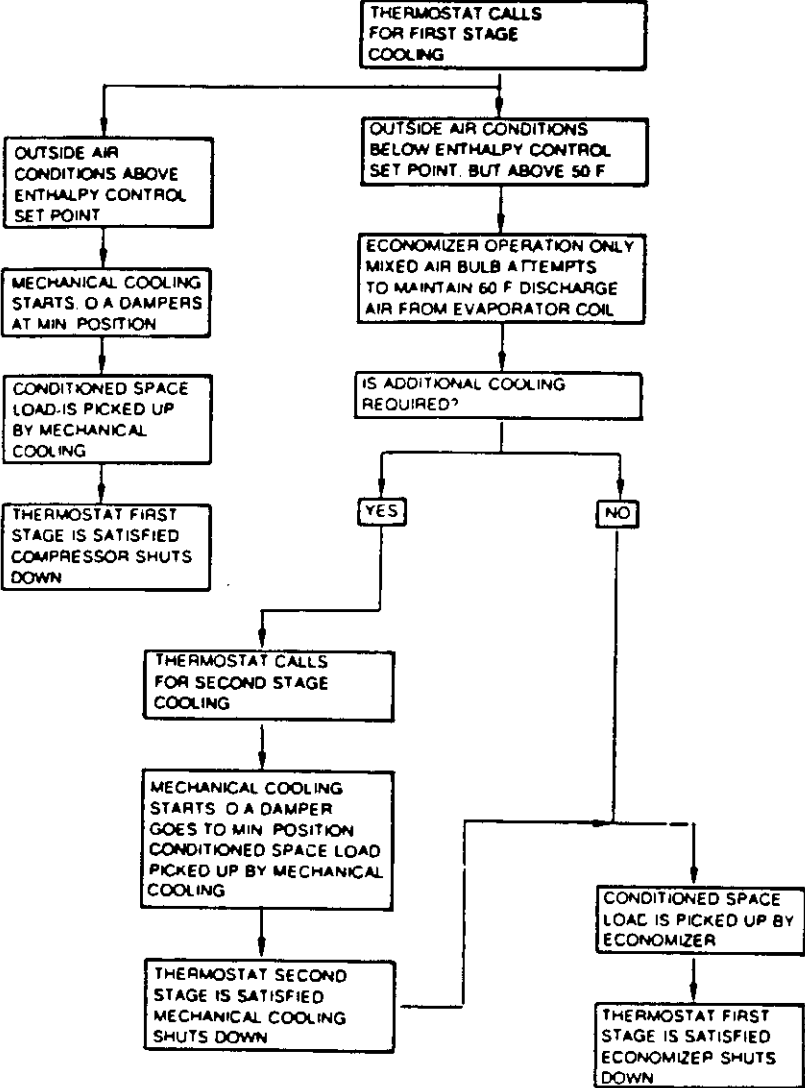 THERMOSTAT CALLS
FOR FIRST STAGE
COOLING
OUTSIDE AIR
CONDITIONS ABOVE
ENTHALPY CONTROL
SET POINT
OUTSIDE AIR CONDITIONS
BELOW ENTHALPY CONTROL
SET POINT. BUT ABOVE 50 F
MECHANICAL COOLING
STARTS. O A DAMPERS
AT MIN POSITION
ECONOMIZER OPERATION ONLY
MIXED AIR BULB ATTEMPTS
TO MAINTAIN 60 F DISCHARGE
AIR FROM EVAPORATOR COIL
CONDITIONED SPACE
LOAD-IS PICKED UP
BY MECHANICAL
COOLING
IS ADDITIONAL COOLING
REQUIRED?
THERMOSTAT FIRST
STAGE IS SATISFIED
COMPRESSOR SHUTS
DOWN
YES
NO
THERMOSTAT CALLS
FOR SECOND STAGE
COOLING
MECHANICAL COOLING
STARTS. O A DAMPER
GOES TO MIN. POSITION
CONDITIONED SPACE LOAD
PICKED UP BY MECHANICAL
COOLING
THERMOSTAT SECOND
STAGE IS SATISFIED
MECHANICAL COOLING
SHUTS DOWN
CONDITIONED SPACE
LOAD IS PICKED UP BY
ECONOMIZER
THERMOSTAT FIRST
STAGE IS SATISFIED
ECONOMIZER SHUTS
DOWN